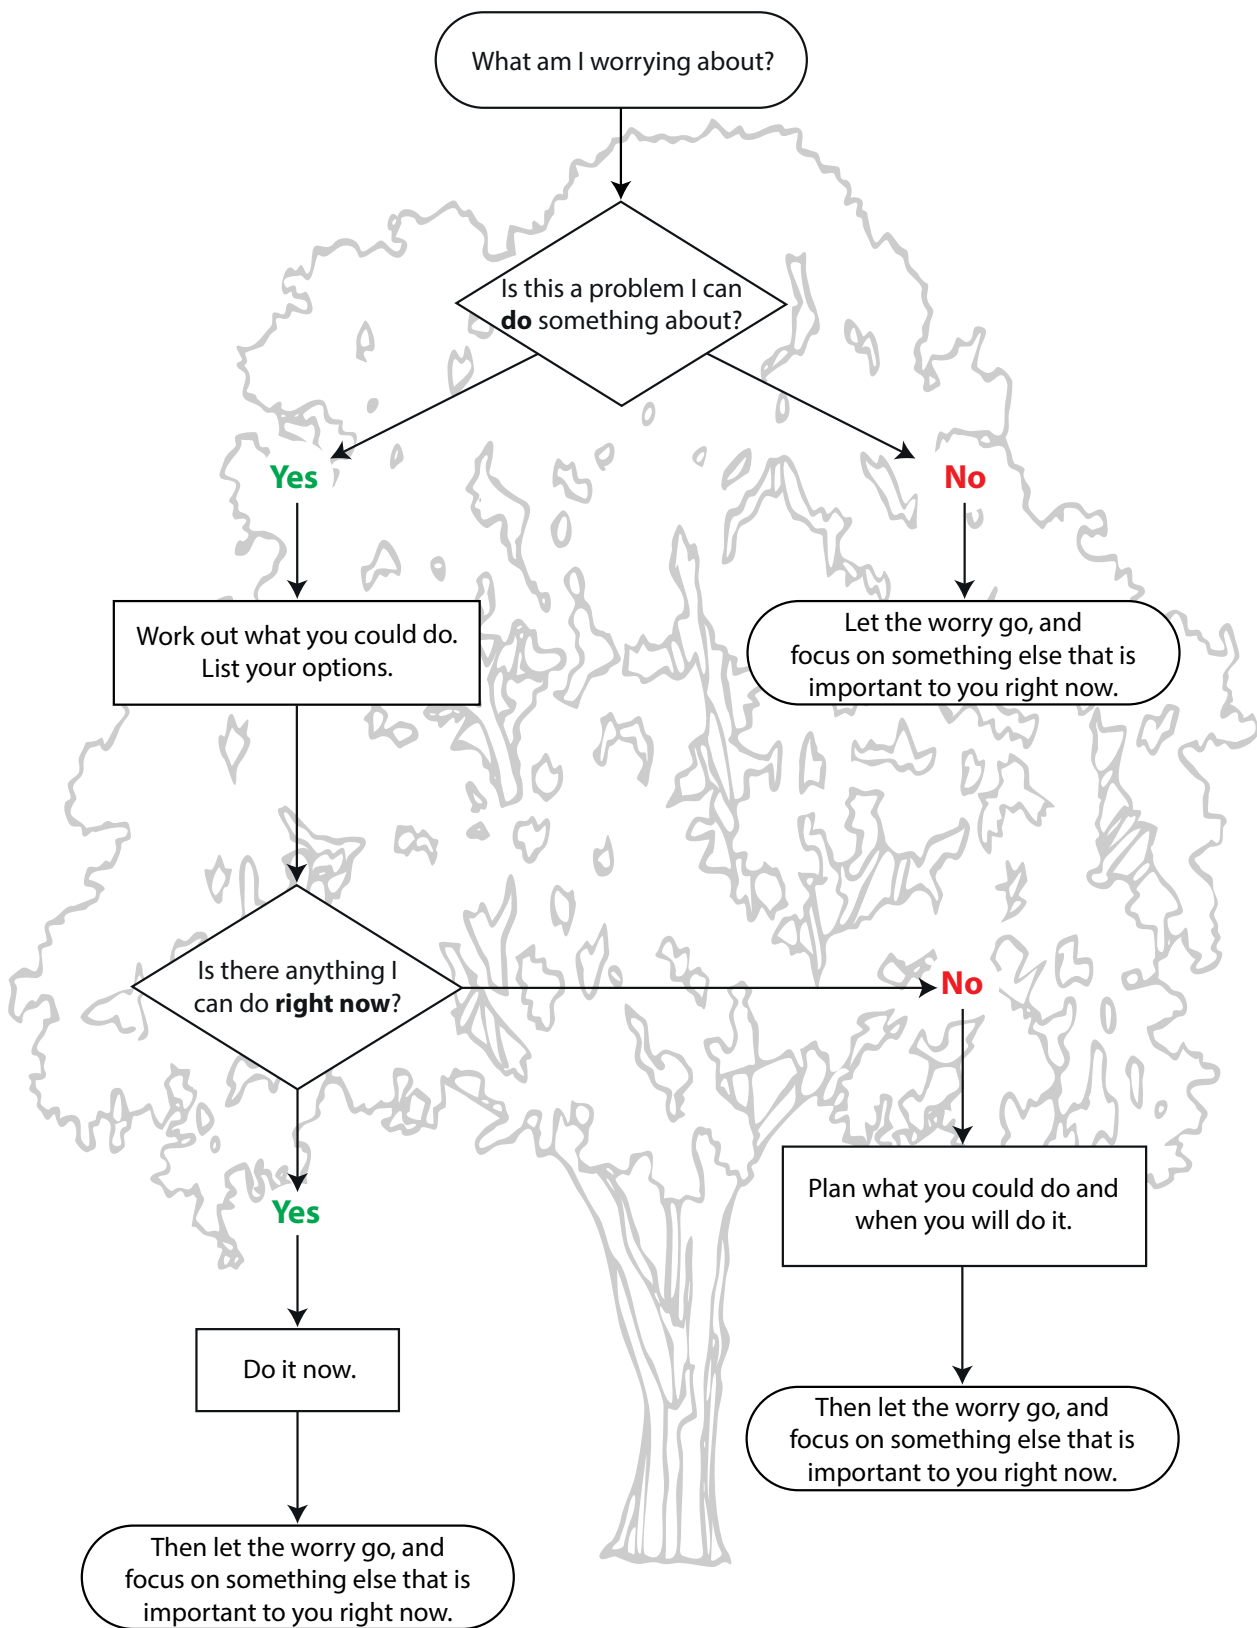 What am I worrying about?
Is this a problem I can
do something about?
Yes
No
Work out what you could do.
List your options.
Let the worry go, and
focus on something else that is
important to you right now.
Is there anything I
can do right now?
No
Yes
Plan what you could do and
when you will do it.
Do it now.
Then let the worry go, and
focus on something else that is
important to you right now.
Then let the worry go, and
focus on something else that is
important to you right now.